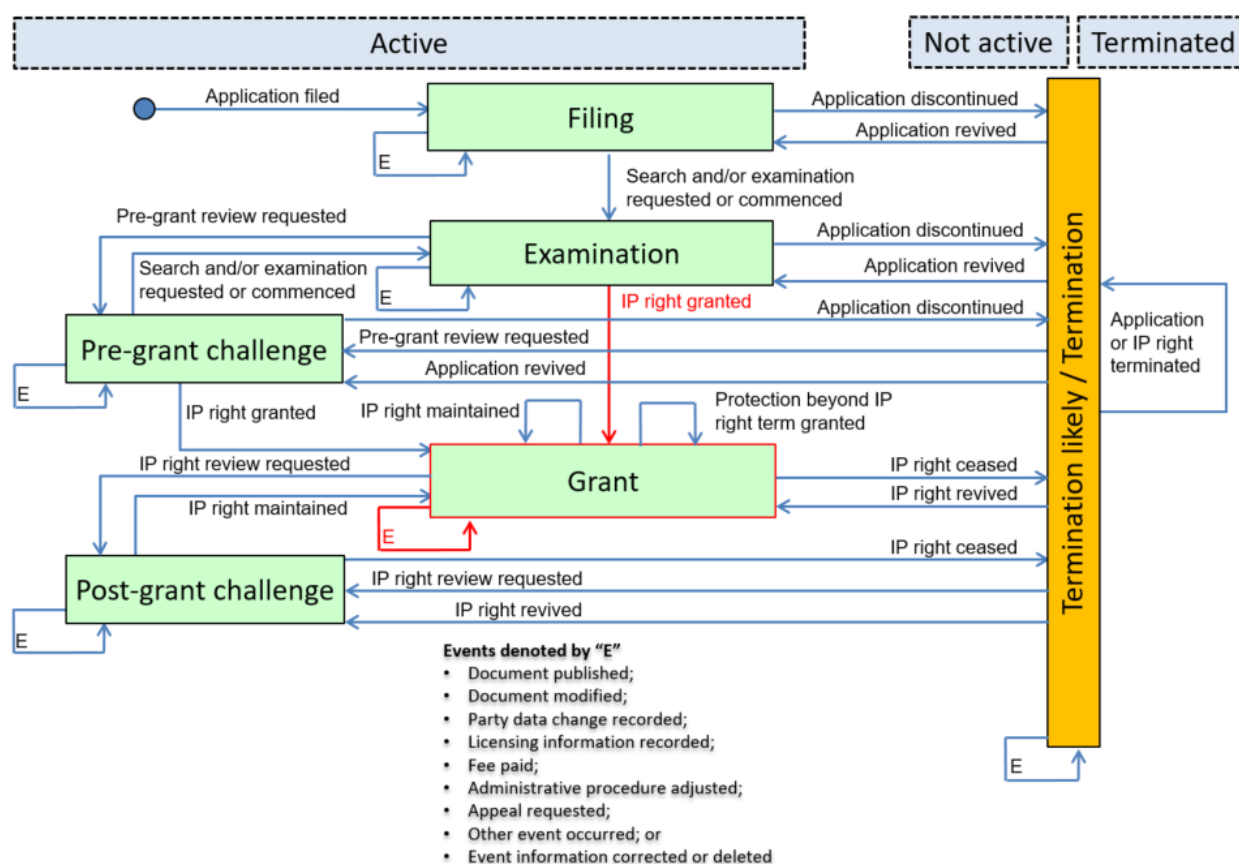 Active
Not active
Terminated
Application filed
Filing
Application discontinued
Application revived
E
Search and/or examination
requested or commenced
Pre-grant review requested
Examination
Application discontinued
Application revived
Search and/or examination
requested or commenced
E
IP right granted
Application discontinued
Pre-grant challenge
Pre-grant review requested
Application revived
E
Application
or IP right
terminated
Termination likely / Termination
IP right granted
IP right maintained
Protection beyond IP
right term granted
IP right review requested
Grant
IP right ceased
IP right revived
IP right maintained
E
IP right ceased
Post-grant challenge
IP right review requested
IP right revived
E
Events denoted by “E”
• Document published;
• Document modified;
• Party data change recorded;
• Licensing information recorded;
• Fee paid;
• Administrative procedure adjusted;
• Appeal requested;
• Other event occurred; or
• Event information corrected or deleted
E